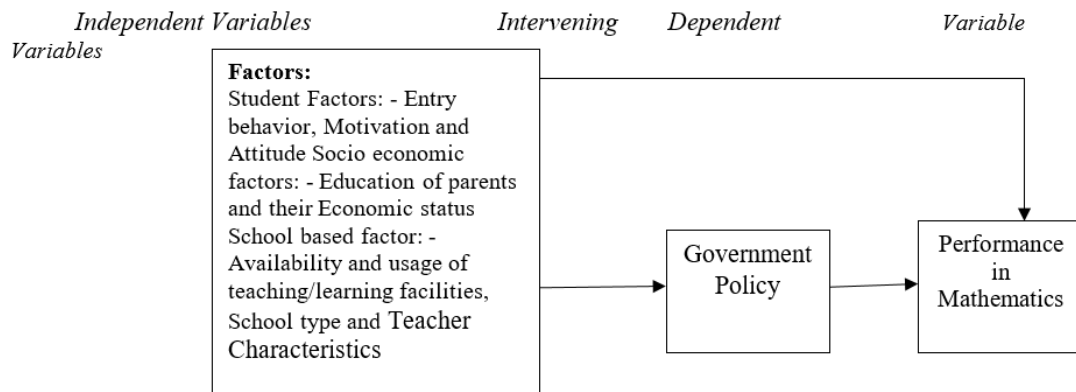 Independent Variables Intervening Dependent Variable
Variables
Factors:
Student Factors: - Entry
behavior, Motivation and
Attitude Socio economic
factors: - Education of parents
and their Economic status
School based factor: -
Availability and usage of
teaching/learning facilities,
School type and Teacher
Characteristics
Government
Policy
Performance
in
Mathematics